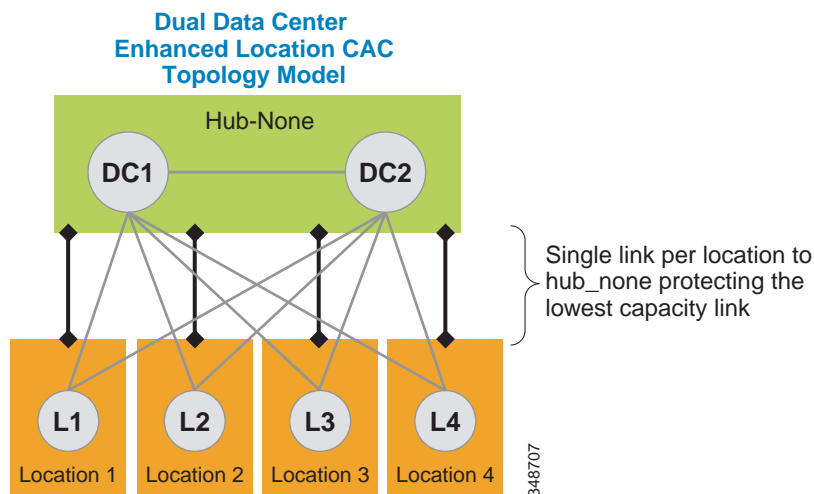 Dual Data Center
Enhanced Location CAC
Topology Model
Hub-None
DC1
DC2
Single link per location to
hub_none protecting the
lowest capacity link
L1
L2
L3
L4
Location 1
Location 2
Location 3
Location 4
348707